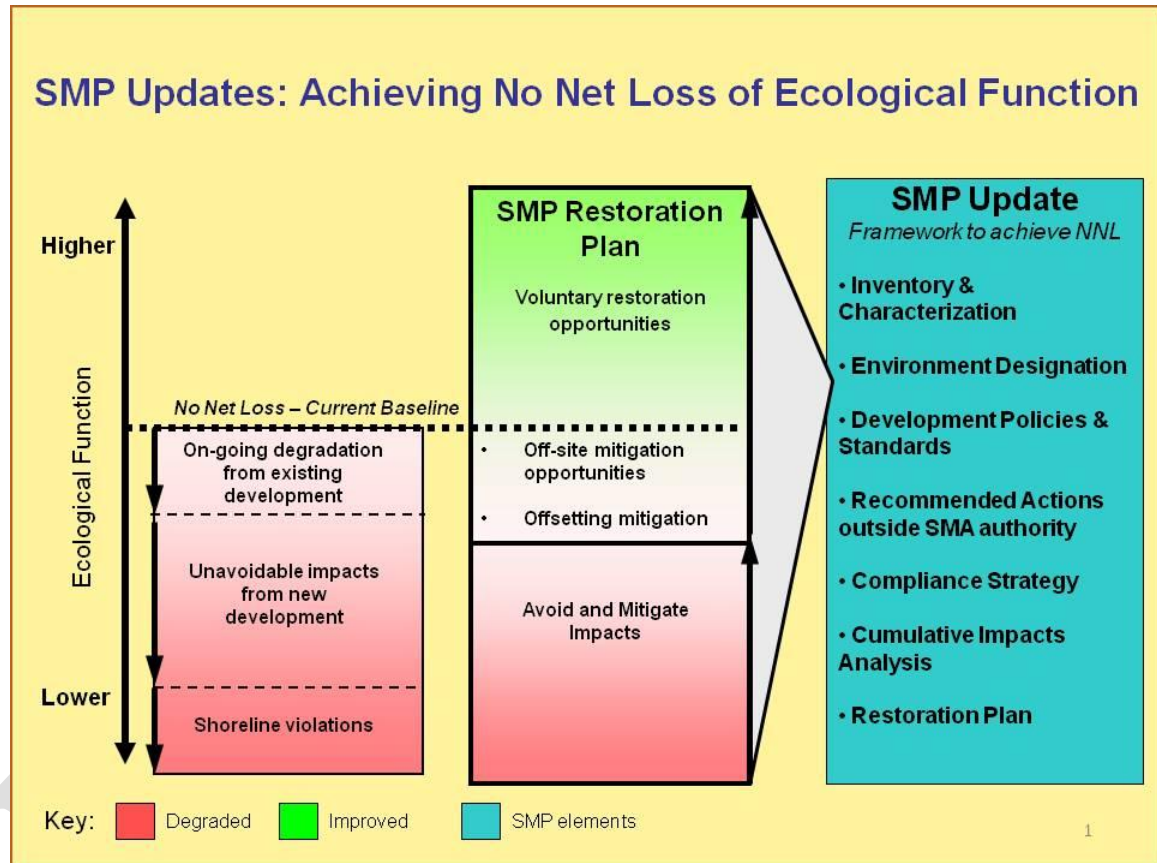 SMP Updates: Achieving No Net Loss of Ecological Function
Higher
Ecological Function
Lower
No Net Loss – Current Baseline
On-going degradation
from existing
development
Unavoidable impacts
from new
development
Shoreline violations
SMP Restoration
Plan
Voluntary restoration
opportunities
• Off-site mitigation
opportunities
• Offsetting mitigation
Avoid and Mitigate
Impacts
SMP Update
Framework to achieve NNL
• Inventory &
Characterization
• Environment Designation
• Development Policies &
Standards
• Recommended Actions
outside SMA authority
• Compliance Strategy
• Cumulative Impacts
Analysis
• Restoration Plan
Key: Degraded Improved SMP elements
1